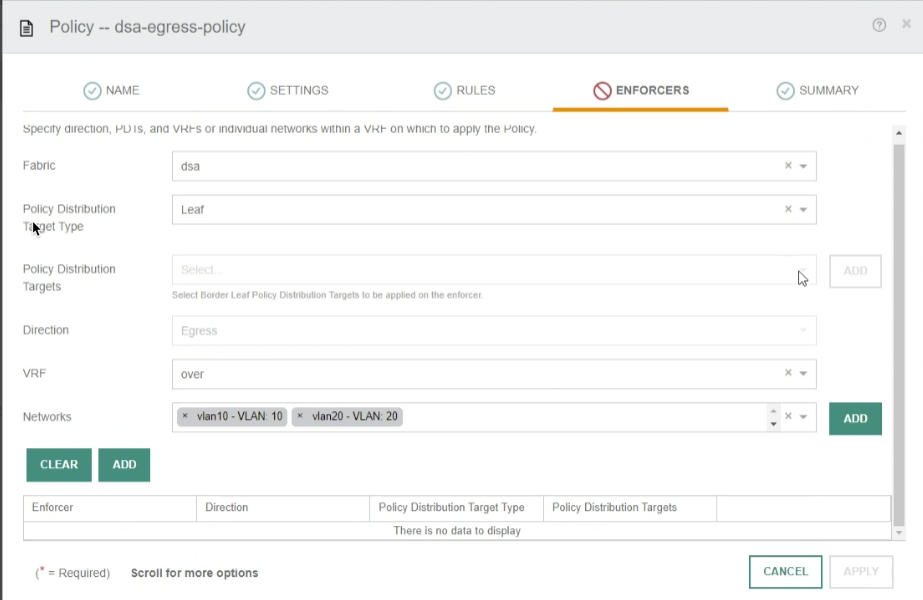 Policy -- dsa-egress-policy
NAME
SETTINGS
RULES
ENFORCERS
SUMMARY
Specify direction, PDTs, and VRFs or individual networks within a VRF on which to apply the Policy.
Fabric
dsa
Policy Distribution
Target Type
Leaf
Policy Distribution
Targets
Select...
ADD
Select Border Leaf Policy Distribution Targets to be applied on the enforcer.
Direction
Egress
VRF
over
Networks
× vlan10 - VLAN: 10
× vlan20 - VLAN: 20
ADD
CLEAR
ADD
Enforcer
Direction
Policy Distribution Target Type
Policy Distribution Targets
There is no data to display
(* = Required)
Scroll for more options
CANCEL
APPLY